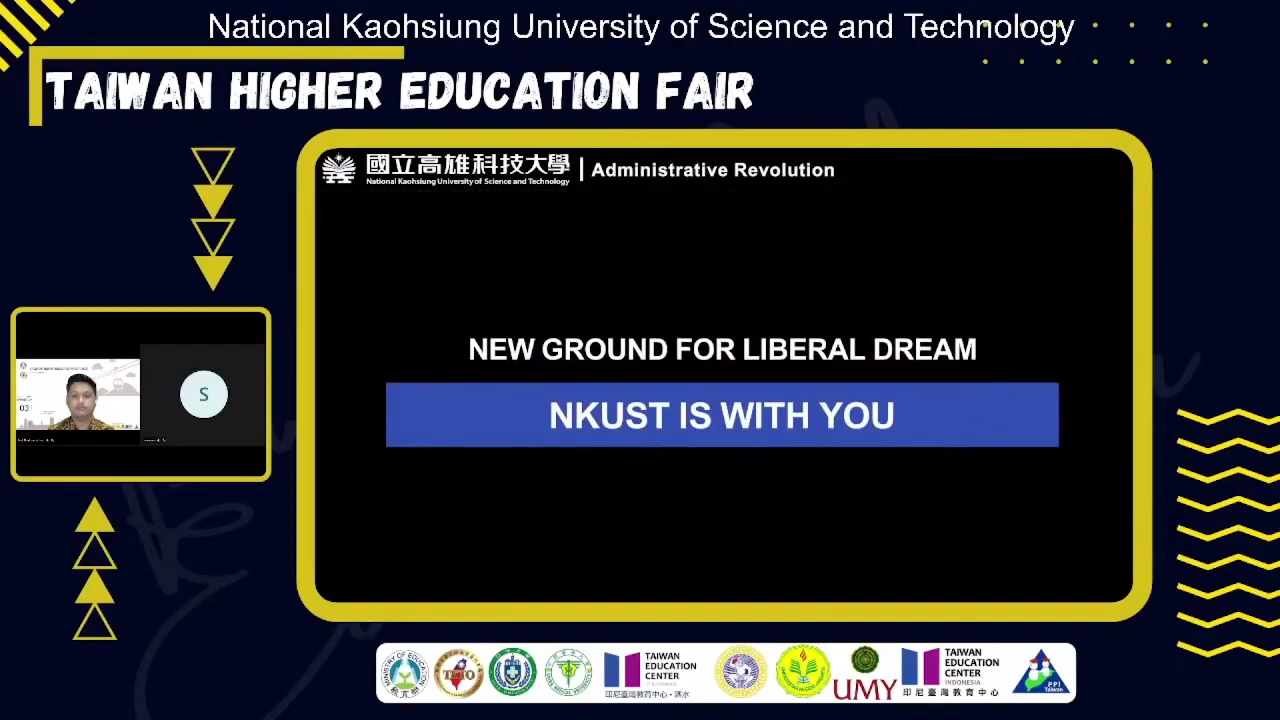 National Kaohsiung University of Science and Technology
TAIWAN HIGHER EDUCATION FAIR
國立高雄科技大學 | Administrative Revolution
National Kaohsiung University of Science and Technology
NEW GROUND FOR LIBERAL DREAM
NKUST IS WITH YOU
S
TAIWAN
EDUCATION
CENTER
印尼臺灣教育中心
UMY
TAIWAN
EDUCATION
CENTER
INDONESIA
印尼臺灣教育中心
PPI
Taiwan